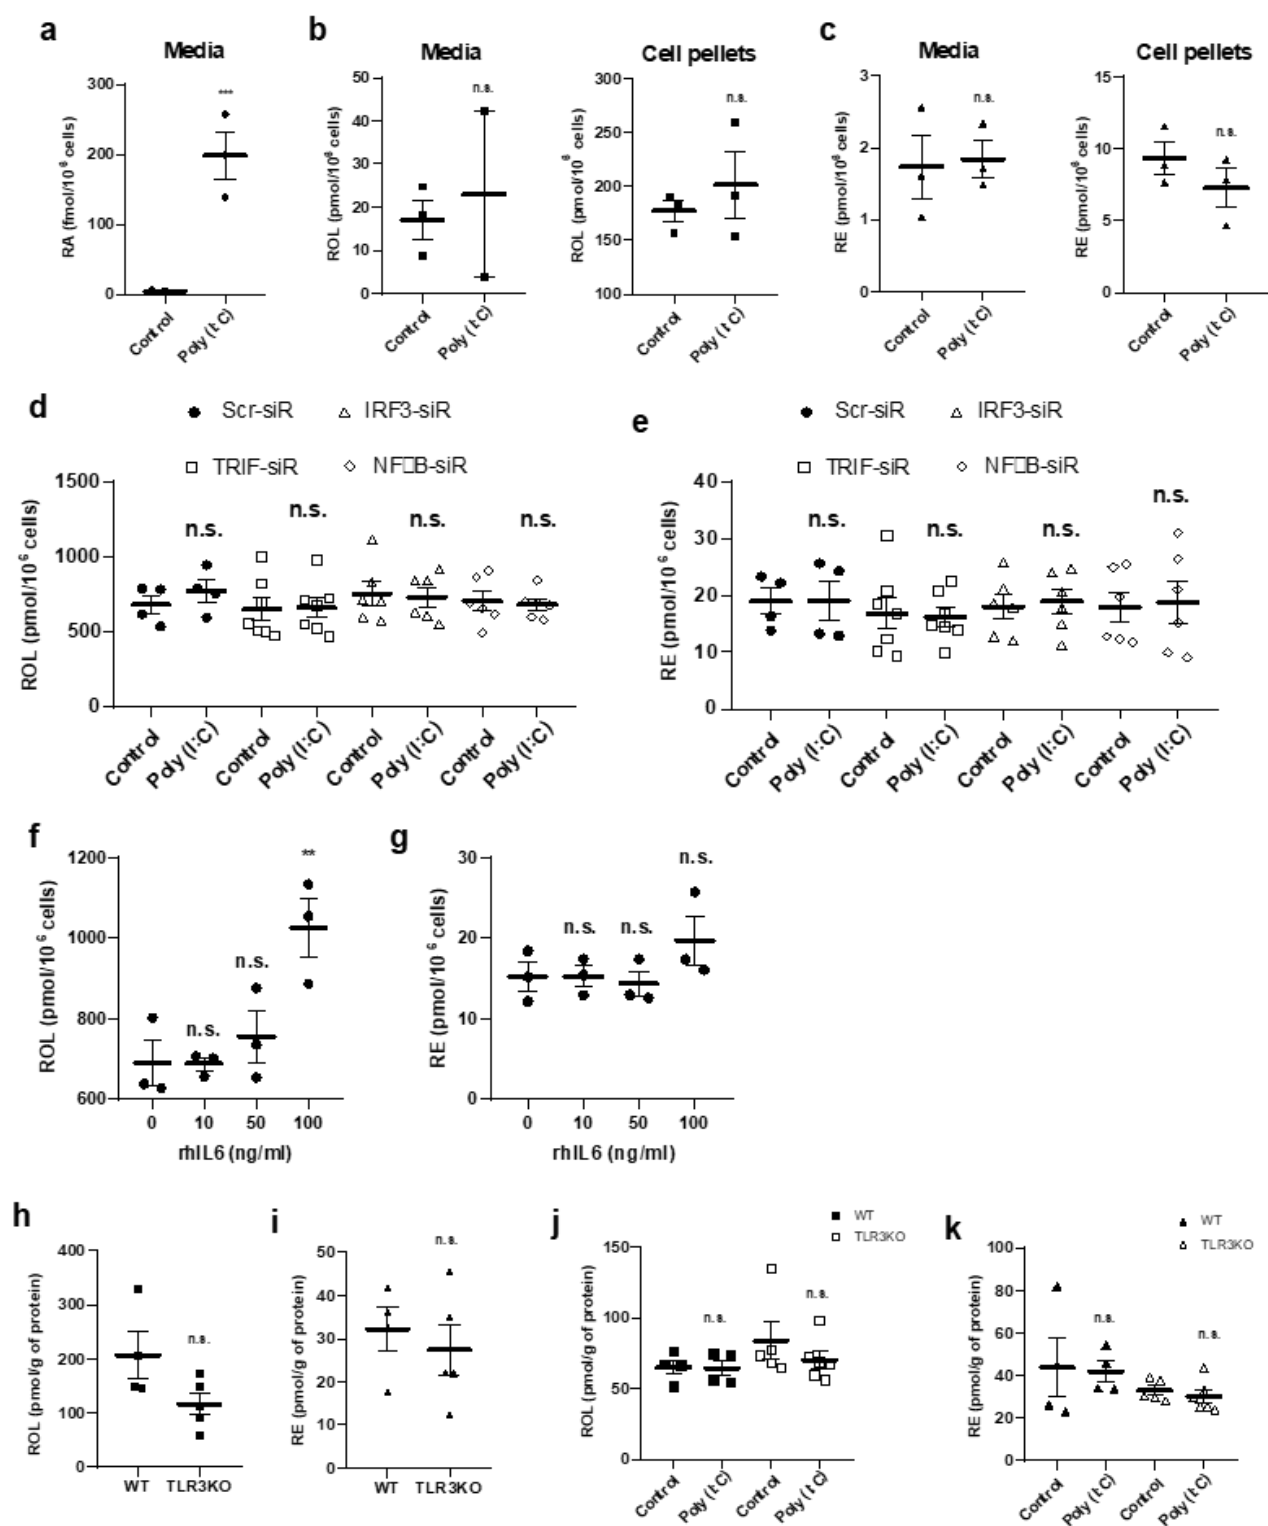 a
Media
RA (fmol/10⁶ cells)
300
200
100
0
***
Control
Poly (I:C)
b
Media
ROL (pmol/10⁶ cells)
50
40
30
20
10
0
n.s.
Control
Poly (I:C)
Cell pellets
ROL (pmol/10⁶ cells)
300
250
200
150
100
n.s.
Control
Poly (I:C)
c
Media
RE (pmol/10⁶ cells)
3
2
1
0
n.s.
Control
Poly (I:C)
Cell pellets
RE (pmol/10⁶ cells)
15
10
5
0
n.s.
Control
Poly (I:C)
d
Scr-siR
IRF3-siR
TRIF-siR
NF□B-siR
ROL (pmol/10⁶ cells)
1500
1000
500
0
n.s.
n.s.
n.s.
n.s.
Control
Poly (I:C)
Control
Poly (I:C)
Control
Poly (I:C)
Control
Poly (I:C)
e
Scr-siR
IRF3-siR
TRIF-siR
NF□B-siR
RE (pmol/10⁶ cells)
40
30
20
10
0
n.s.
n.s.
n.s.
n.s.
Control
Poly (I:C)
Control
Poly (I:C)
Control
Poly (I:C)
Control
Poly (I:C)
f
ROL (pmol/10⁶ cells)
1200
1000
800
600
n.s.
n.s.
**
0
10
50
100
rhIL6 (ng/ml)
g
RE (pmol/10⁶ cells)
30
20
10
0
n.s.
n.s.
n.s.
0
10
50
100
rhIL6 (ng/ml)
h
ROL (pmol/g of protein)
400
300
200
100
0
n.s.
WT
TLR3KO
i
RE (pmol/g of protein)
50
40
30
20
10
0
n.s.
WT
TLR3KO
j
WT
TLR3KO
ROL (pmol/g of protein)
150
100
50
0
n.s.
n.s.
Control
Poly (I:C)
Control
Poly (I:C)
k
WT
TLR3KO
RE (pmol/g of protein)
100
80
60
40
20
0
n.s.
n.s.
Control
Poly (I:C)
Control
Poly (I:C)